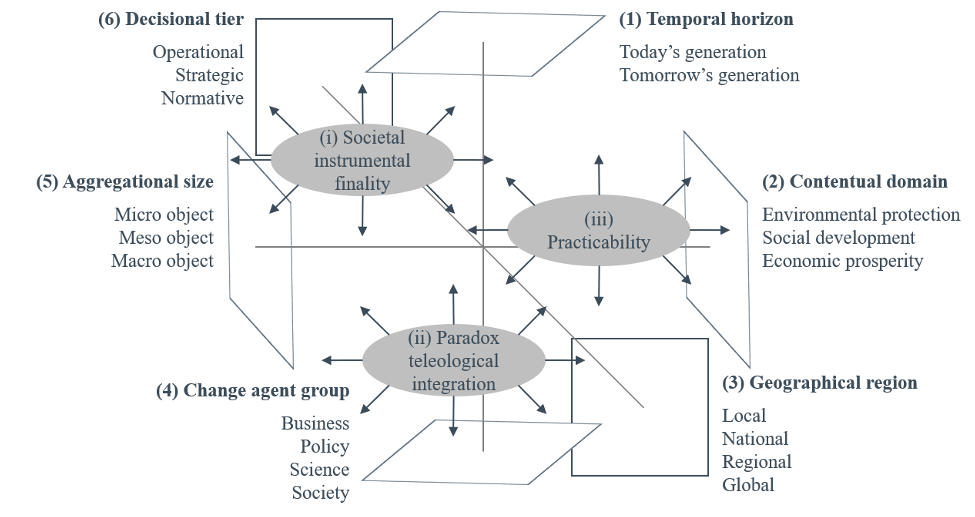 (6) Decisional tier
Operational
Strategic
Normative
(1) Temporal horizon
Today’s generation
Tomorrow’s generation
(i) Societal
instrumental
finality
(5) Aggregational size
Micro object
Meso object
Macro object
(2) Contentual domain
Environmental protection
Social development
Economic prosperity
(iii)
Practicability
(ii) Paradox
teleological
integration
(4) Change agent group
Business
Policy
Science
Society
(3) Geographical region
Local
National
Regional
Global